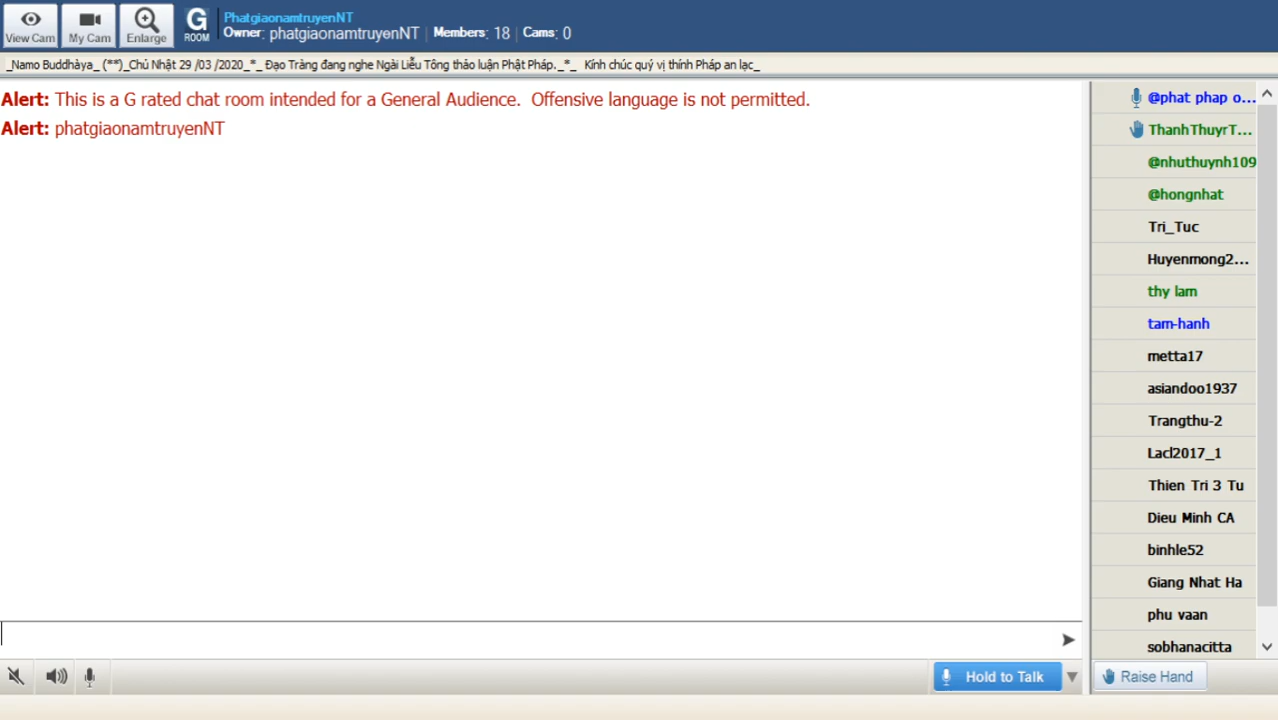 View Cam
My Cam
Enlarge
G
ROOM
PhatgiaonamtruyenNT
Owner: phatgiaonamtruyenNT | Members: 18 | Cams: 0
_Namo Buddhàya_ (**)_Chủ Nhật 29 /03 /2020_*_ Đạo Tràng đang nghe Ngài Liễu Tông thảo luận Phật Pháp._*_ Kính chúc quý vị thính Pháp an lạc_
Alert: This is a G rated chat room intended for a General Audience. Offensive language is not permitted.
Alert: phatgiaonamtruyenNT
@phat phap o...
ThanhThuyrT...
@nhuthuynh109
@hongnhat
Tri_Tuc
Huyenmong2...
thy lam
tam-hanh
metta17
asiandoo1937
Trangthu-2
Lacl2017_1
Thien Tri 3 Tu
Dieu Minh CA
binhle52
Giang Nhat Ha
phu vaan
sobhanacitta
Hold to Talk
Raise Hand